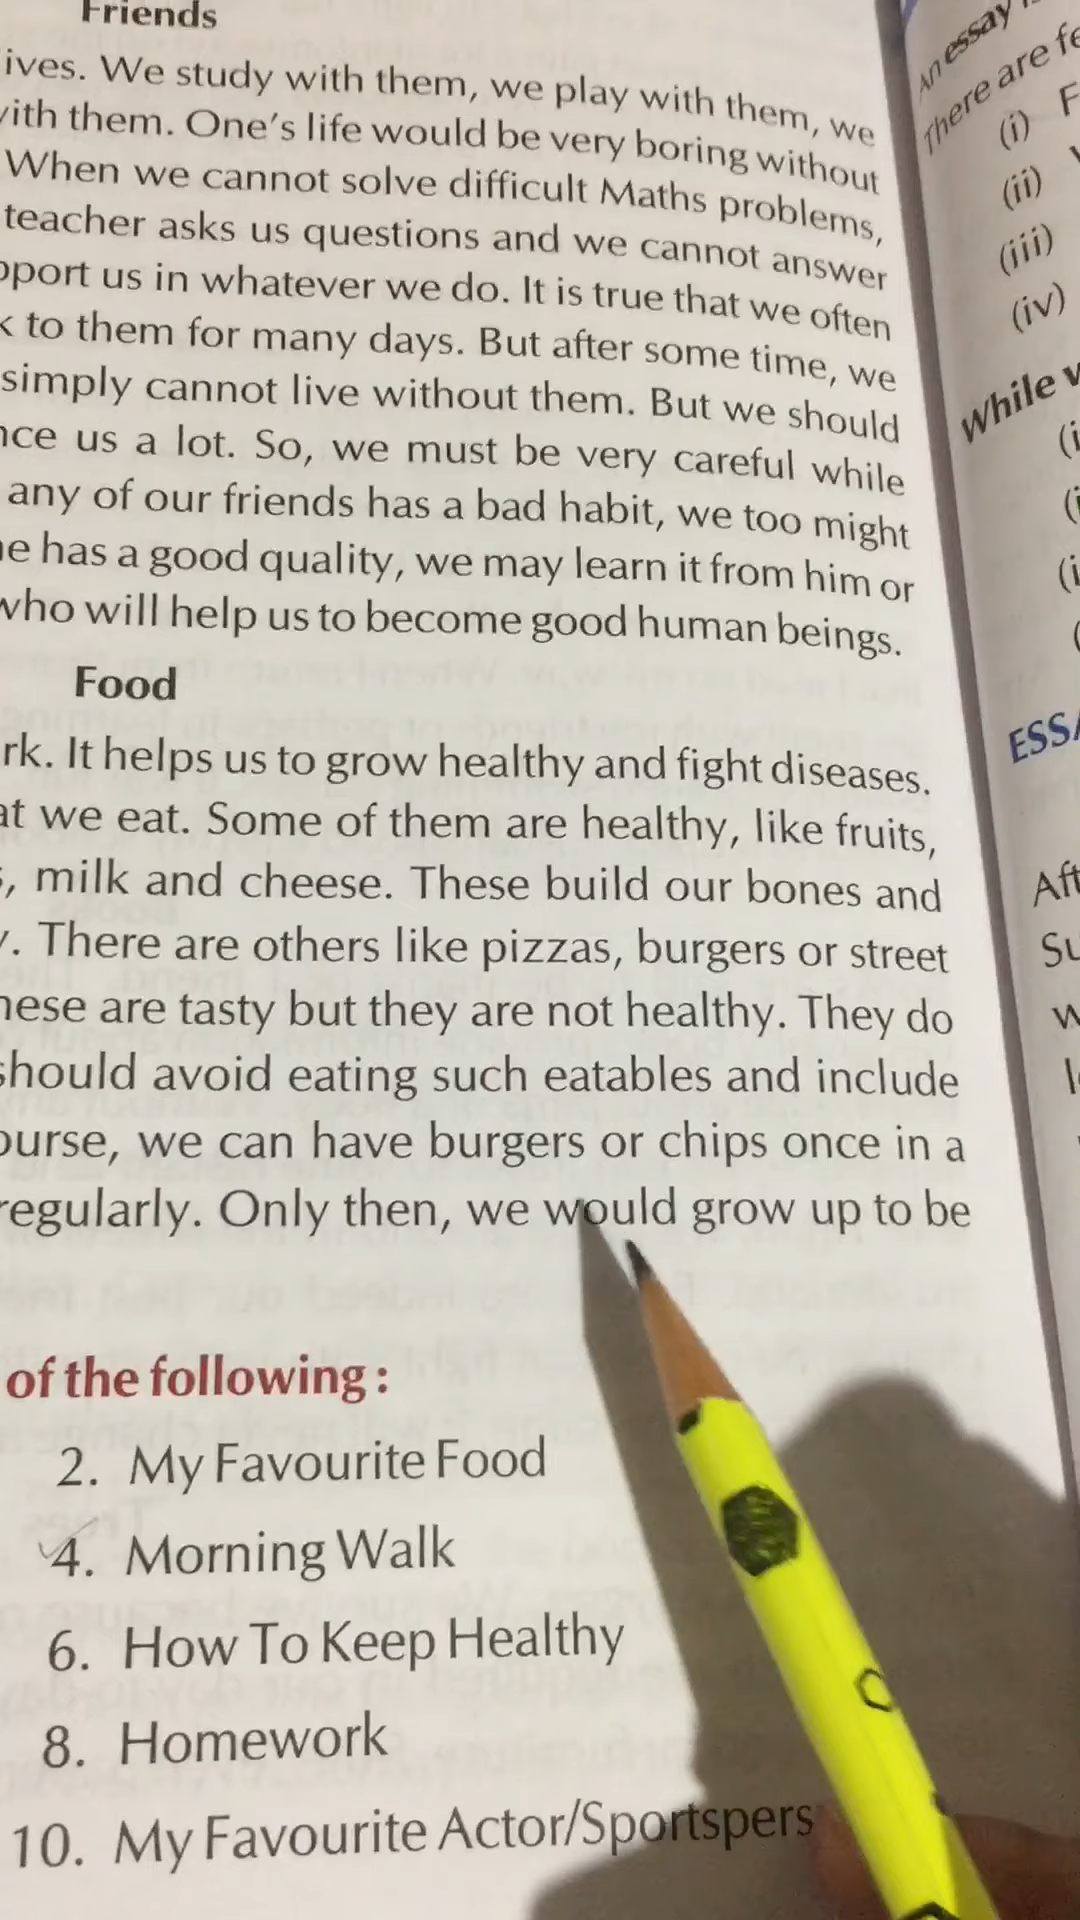 Friends
ives. We study with them, we play with them, we
with them. One's life would be very boring without
When we cannot solve difficult Maths problems,
teacher asks us questions and we cannot answer
pport us in whatever we do. It is true that we often
k to them for many days. But after some time, we
simply cannot live without them. But we should
nce us a lot. So, we must be very careful while
any of our friends has a bad habit, we too might
ne has a good quality, we may learn it from him or
who will help us to become good human beings.
Food
rk. It helps us to grow healthy and fight diseases.
at we eat. Some of them are healthy, like fruits,
, milk and cheese. These build our bones and
. There are others like pizzas, burgers or street
hese are tasty but they are not healthy. They do
should avoid eating such eatables and include
ourse, we can have burgers or chips once in a
regularly. Only then, we would grow up to be
of the following :
2. My Favourite Food
4. Morning Walk
6. How To Keep Healthy
8. Homework
10. My Favourite Actor/Sportspers
An essay
There are fe
(i) F
(ii)
(iii)
(iv)
While w
(i
(i
(i
(
ESSA
Aft
Su
w